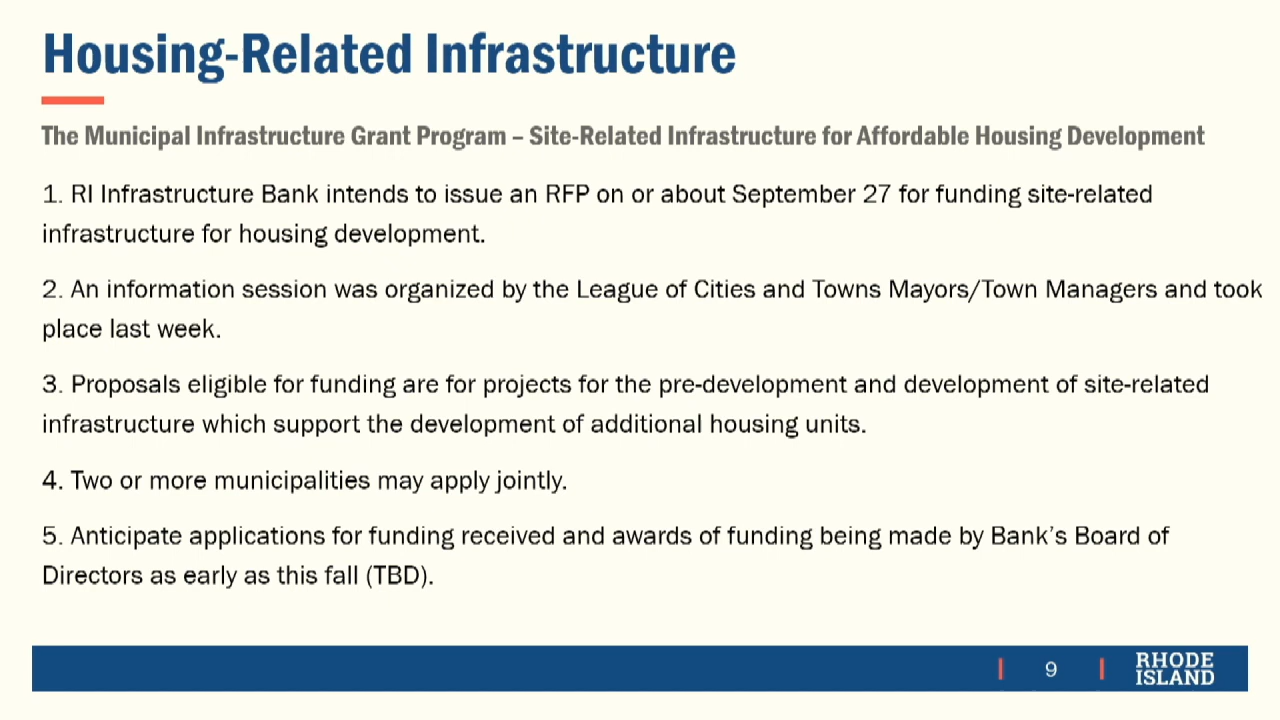 Housing-Related Infrastructure
The Municipal Infrastructure Grant Program – Site-Related Infrastructure for Affordable Housing Development
1. RI Infrastructure Bank intends to issue an RFP on or about September 27 for funding site-related
infrastructure for housing development.
2. An information session was organized by the League of Cities and Towns Mayors/Town Managers and took
place last week.
3. Proposals eligible for funding are for projects for the pre-development and development of site-related
infrastructure which support the development of additional housing units.
4. Two or more municipalities may apply jointly.
5. Anticipate applications for funding received and awards of funding being made by Bank’s Board of
Directors as early as this fall (TBD).
9
RHODE
ISLAND